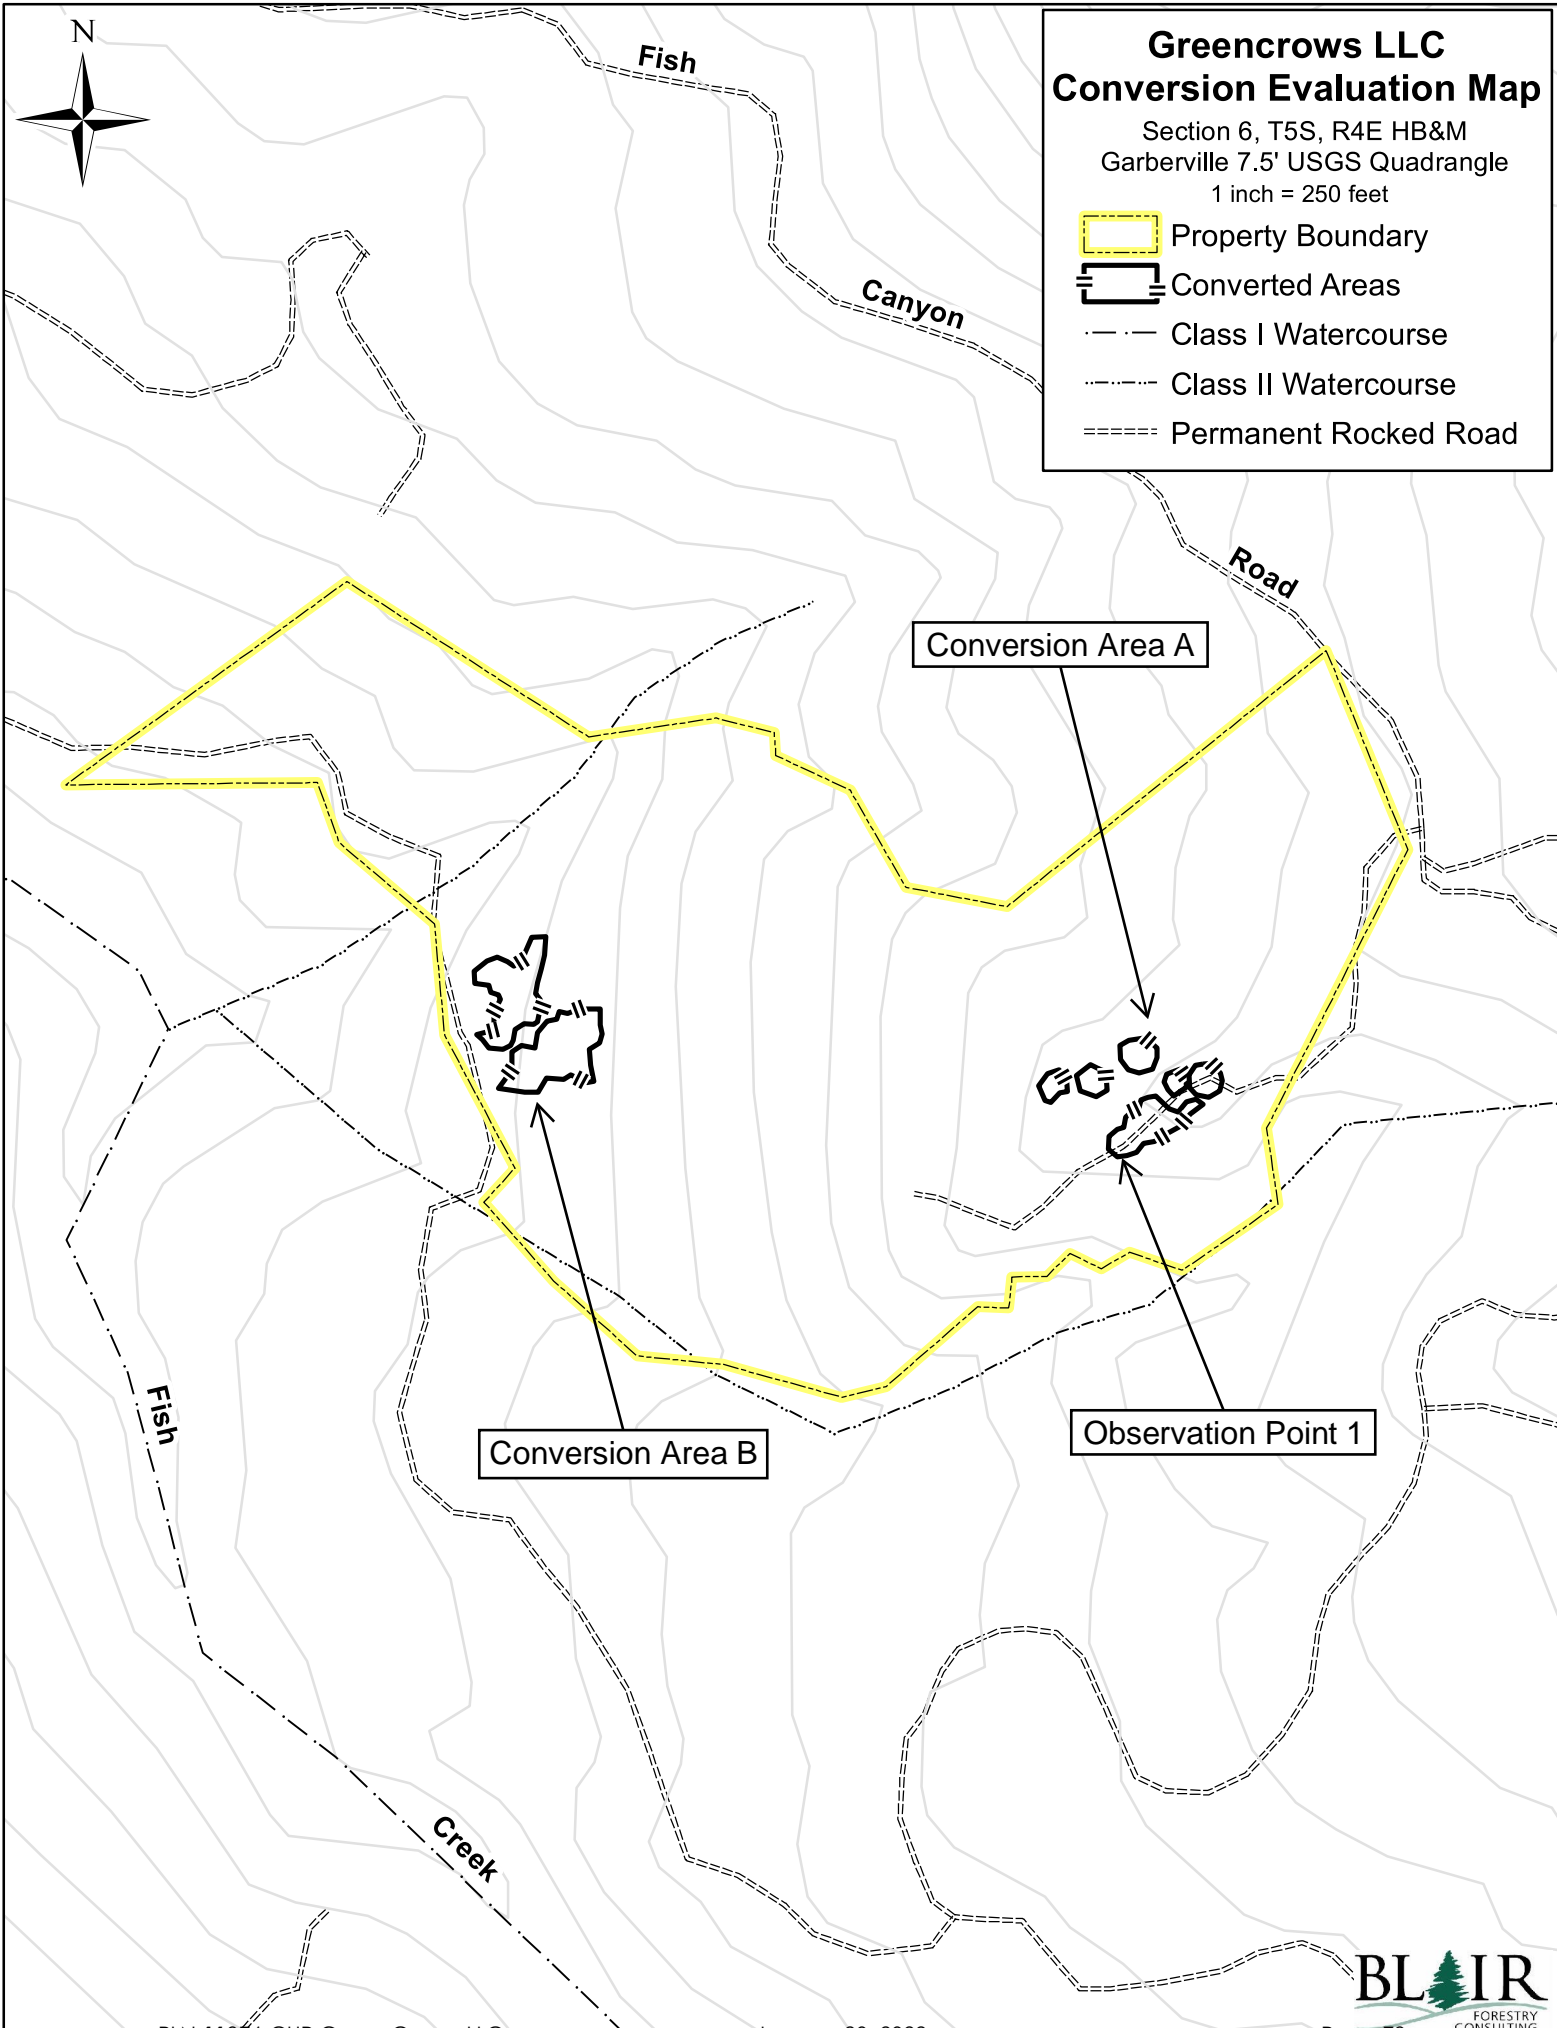 N
Greencrows LLC
Conversion Evaluation Map
Section 6, T5S, R4E HB&M
Garberville 7.5' USGS Quadrangle
1 inch = 250 feet
Property Boundary
Converted Areas
Class I Watercourse
Class II Watercourse
Permanent Rocked Road
Fish
Canyon
Road
Conversion Area A
Conversion Area B
Observation Point 1
Fish
Creek
BLAIR
FORESTRY
CONSULTING